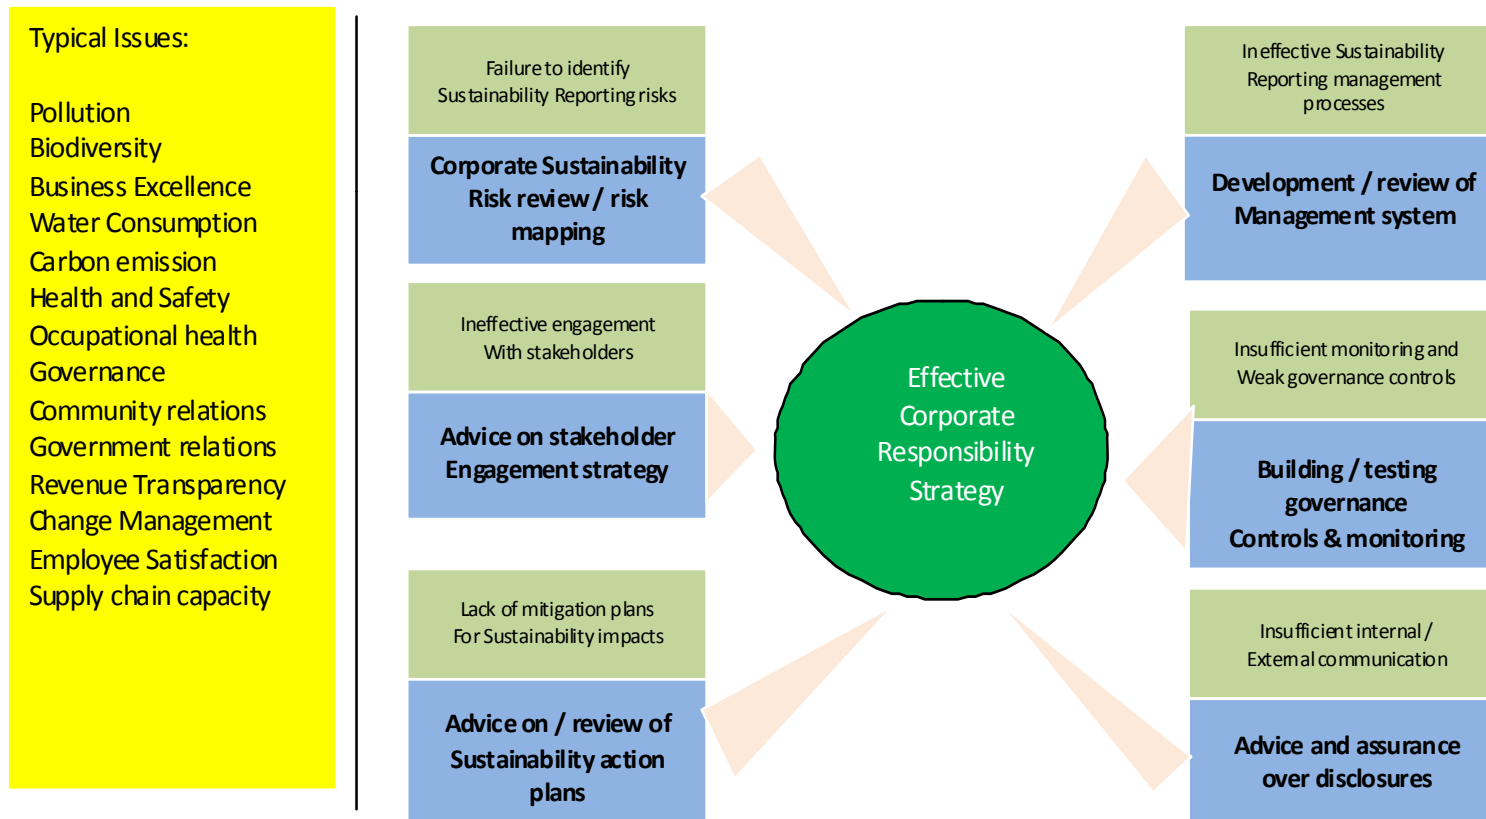 Typical Issues:
Pollution
Biodiversity
Business Excellence
Water Consumption
Carbon emission
Health and Safety
Occupational health
Governance
Community relations
Government relations
Revenue Transparency
Change Management
Employee Satisfaction
Supply chain capacity
Failure to identify
Sustainability Reporting risks
Corporate Sustainability
Risk review / risk
mapping
Ineffective engagement
With stakeholders
Advice on stakeholder
Engagement strategy
Lack of mitigation plans
For Sustainability impacts
Advice on / review of
Sustainability action
plans
Effective
Corporate
Responsibility
Strategy
Ineffective Sustainability
Reporting management
processes
Development / review of
Management system
Insufficient monitoring and
Weak governance controls
Building / testing
governance
Controls & monitoring
Insufficient internal /
External communication
Advice and assurance
over disclosures